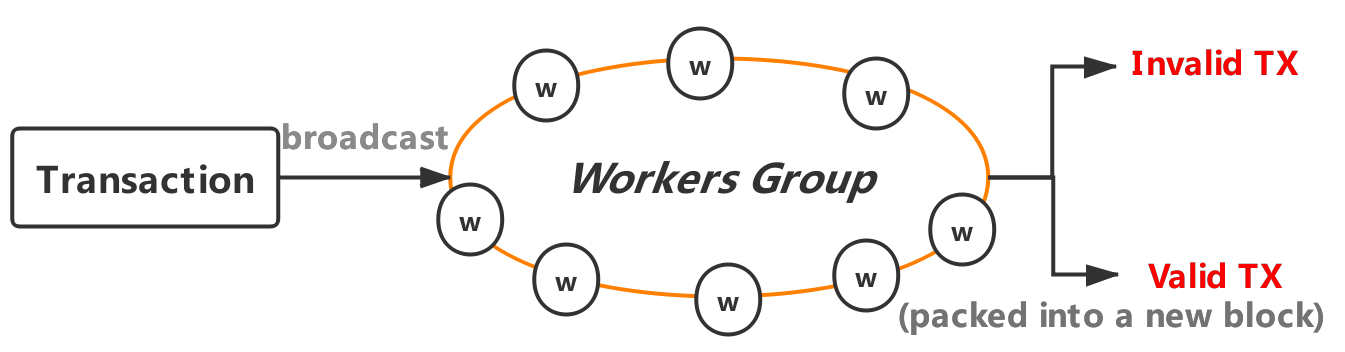 Transaction
broadcast
w
w
w
Workers Group
w
w
w
w
w
Invalid TX
Valid TX
(packed into a new block)